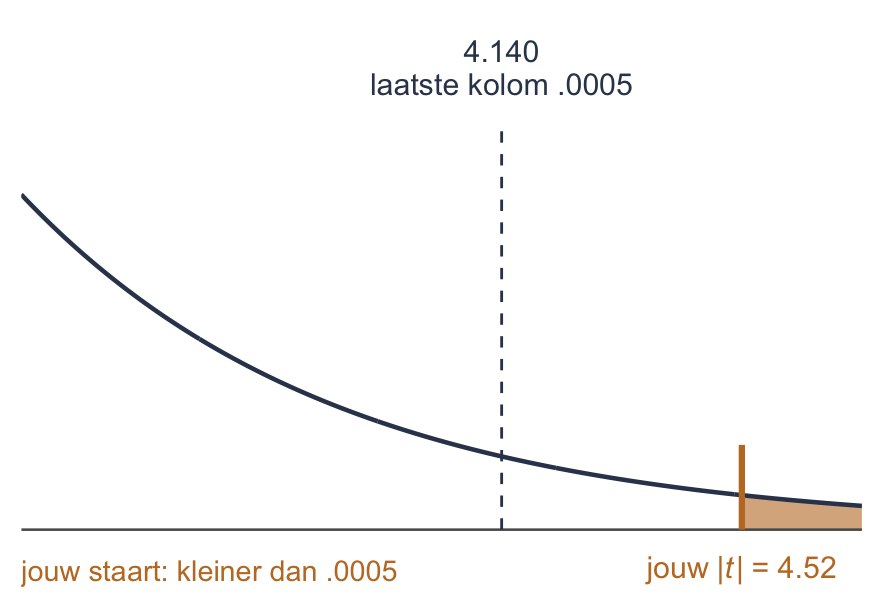 4.140
laatste kolom .0005
jouw staart: kleiner dan .0005
jouw |t| = 4.52